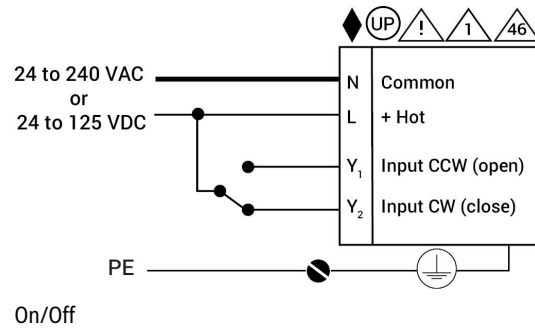 UP ! 1 46
24 to 240 VAC
or
24 to 125 VDC
N Common
L + Hot
Y1 Input CCW (open)
Y2 Input CW (close)
PE
On/Off